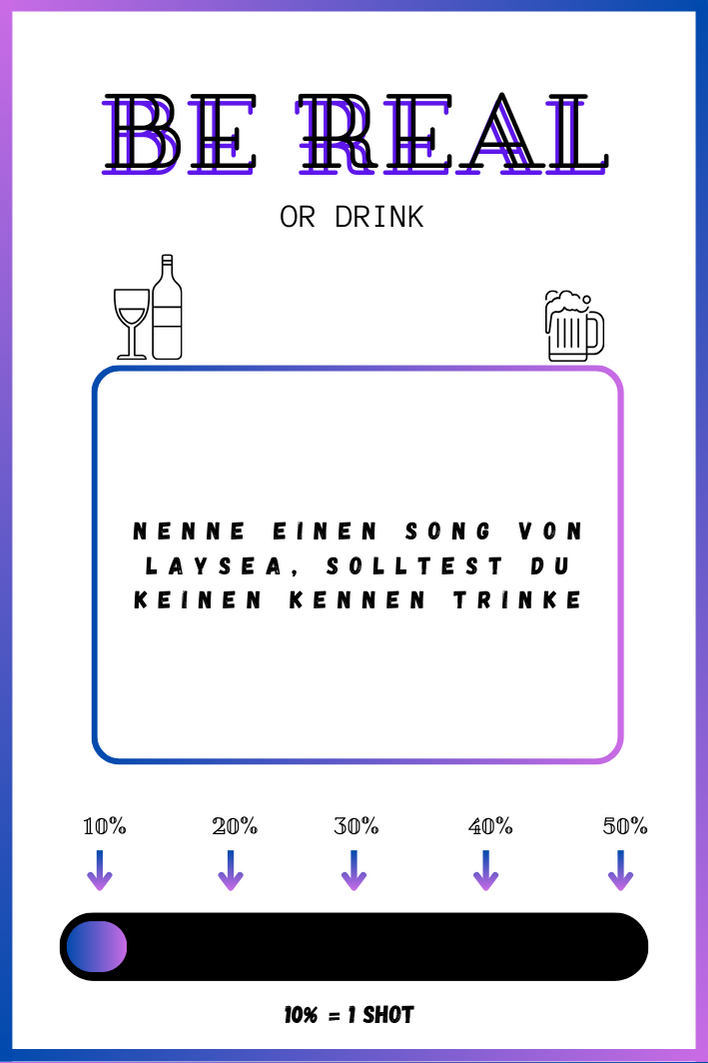 BE REAL
OR DRINK
NENNE EINEN SONG VON
LAYSEA, SOLLTEST DU
KEINEN KENNEN TRINKE
10% 20% 30% 40% 50%
10% = 1 SHOT